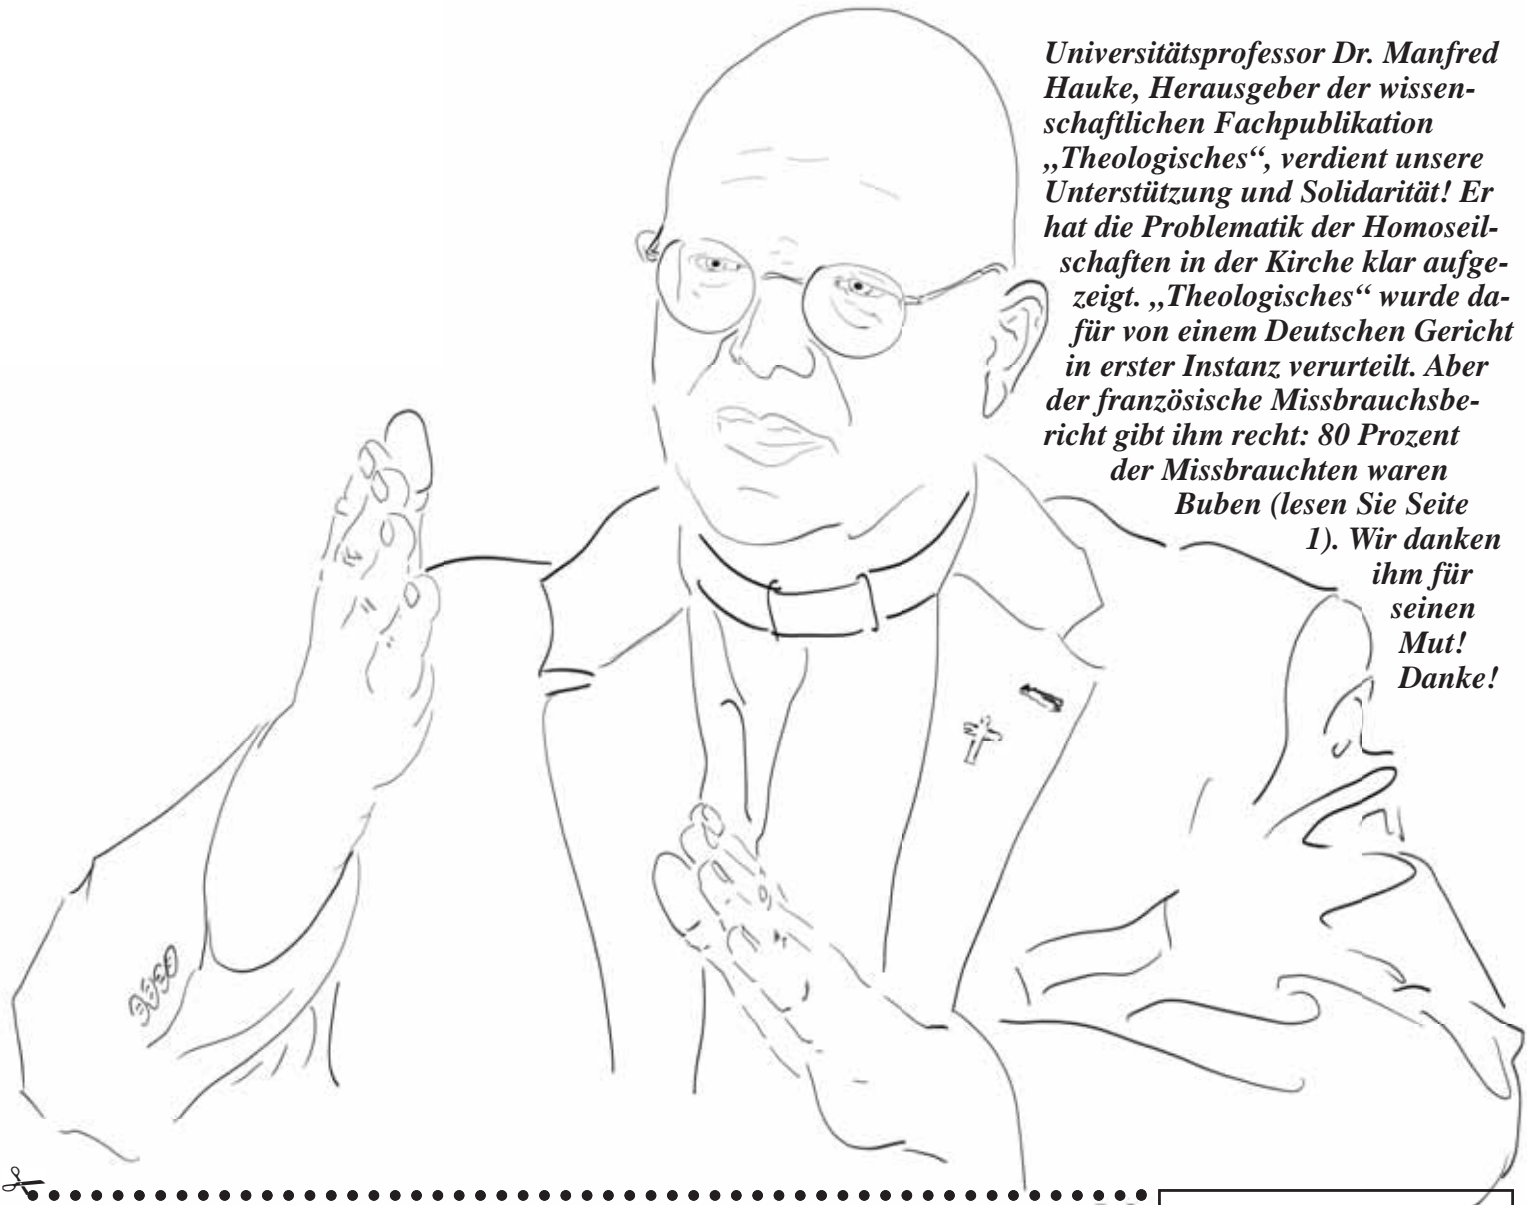 Universitätsprofessor Dr. Manfred
Hauke, Herausgeber der wissen-
schaftlichen Fachpublikation
„Theologisches“, verdient unsere
Unterstützung und Solidarität! Er
hat die Problematik der Homoseil-
schaften in der Kirche klar aufge-
zeigt. „Theologisches“ wurde da-
für von einem Deutschen Gericht
in erster Instanz verurteilt. Aber
der französische Missbrauchsbe-
richt gibt ihm recht: 80 Prozent
der Missbrauchten waren
Buben (lesen Sie Seite
1). Wir danken
ihm für
seinen
Mut!
Danke!